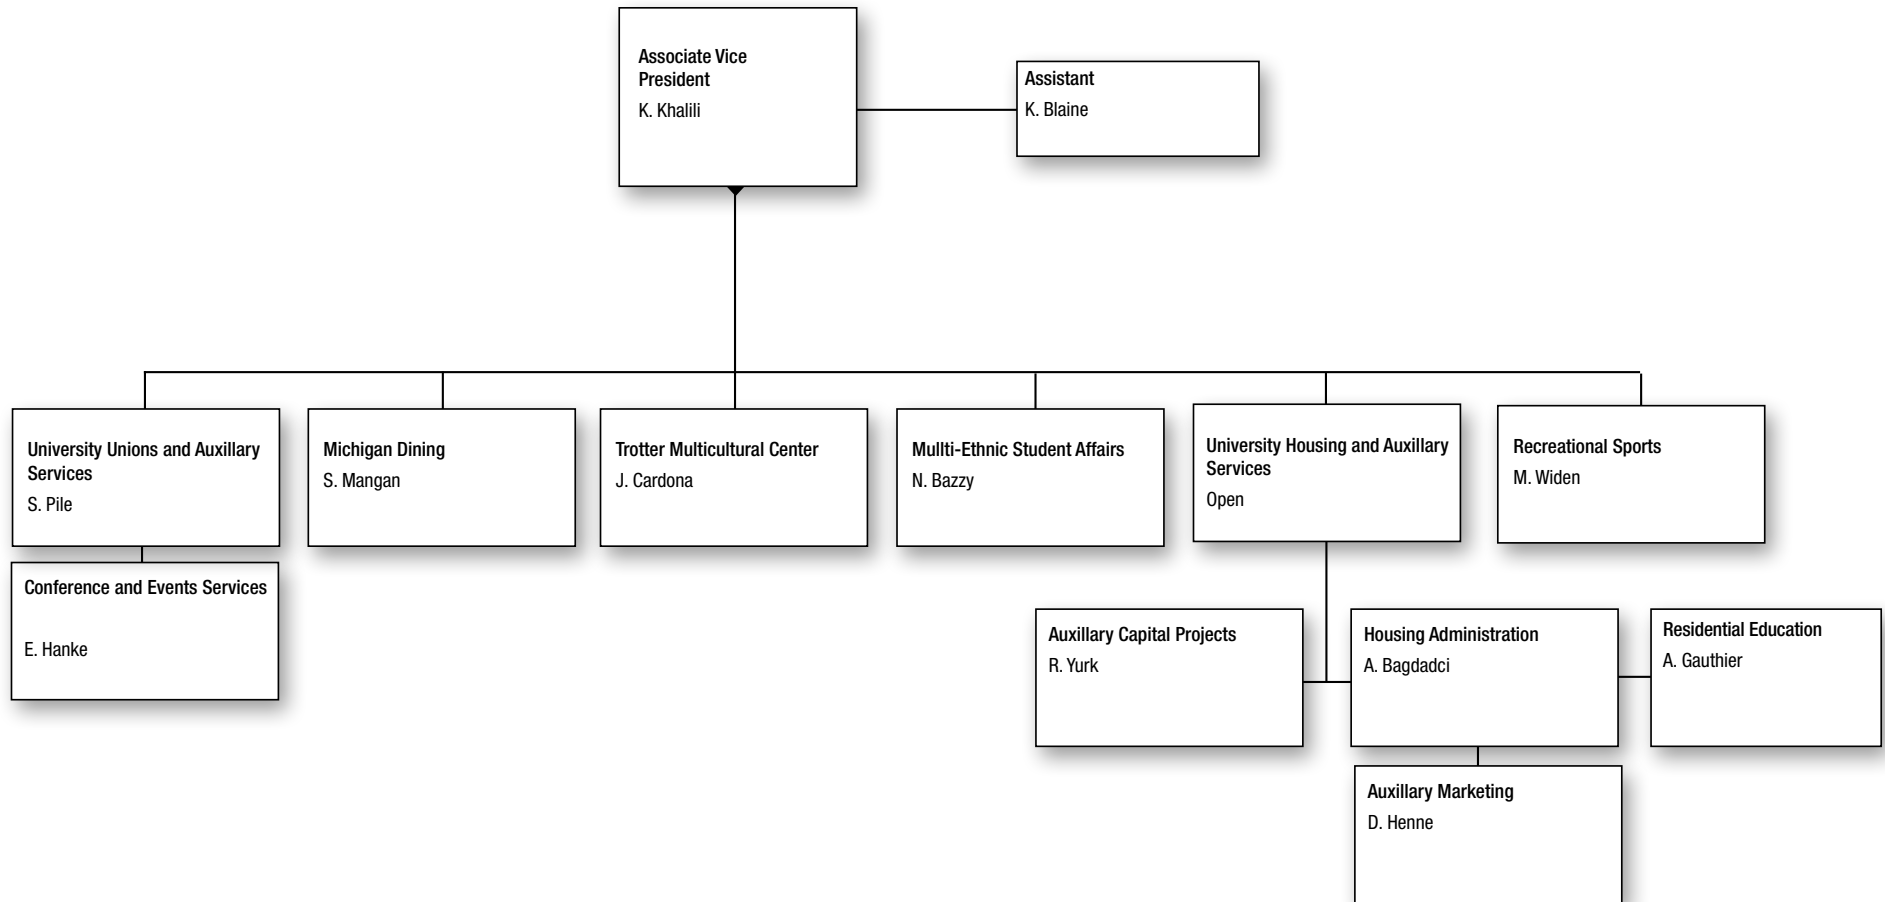 Associate Vice
President
K. Khalili
Assistant
K. Blaine
University Unions and Auxillary
Services
S. Pile
Michigan Dining
S. Mangan
Trotter Multicultural Center
J. Cardona
Mullti-Ethnic Student Affairs
N. Bazzy
University Housing and Auxillary
Services
Open
Recreational Sports
M. Widen
Conference and Events Services
E. Hanke
Auxillary Capital Projects
R. Yurk
Housing Administration
A. Bagdadci
Residential Education
A. Gauthier
Auxillary Marketing
D. Henne